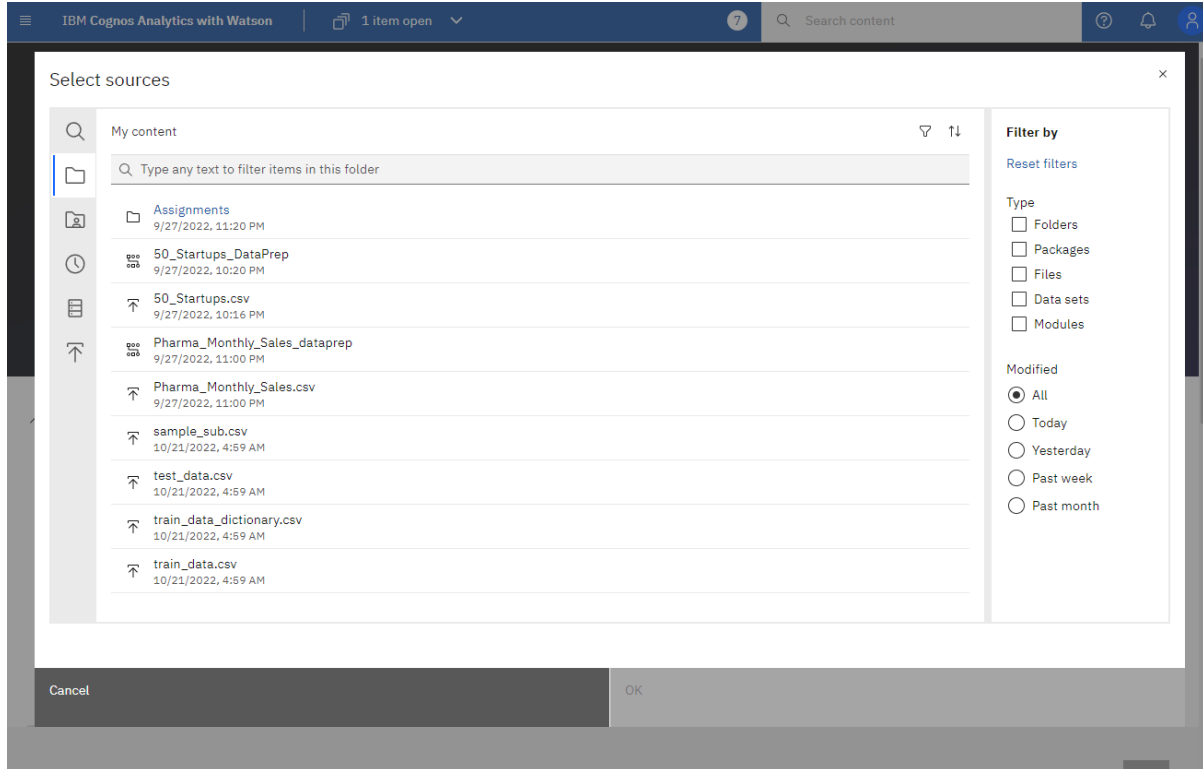 IBM Cognos Analytics with Watson
1 item open
7
Search content
Select sources
My content
Type any text to filter items in this folder
Assignments
9/27/2022, 11:20 PM
50_Startups_DataPrep
9/27/2022, 10:20 PM
50_Startups.csv
9/27/2022, 10:16 PM
Pharma_Monthly_Sales_dataprep
9/27/2022, 11:00 PM
Pharma_Monthly_Sales.csv
9/27/2022, 11:00 PM
sample_sub.csv
10/21/2022, 4:59 AM
test_data.csv
10/21/2022, 4:59 AM
train_data_dictionary.csv
10/21/2022, 4:59 AM
train_data.csv
10/21/2022, 4:59 AM
Filter by
Reset filters
Type
Folders
Packages
Files
Data sets
Modules
Modified
All
Today
Yesterday
Past week
Past month
Cancel
OK